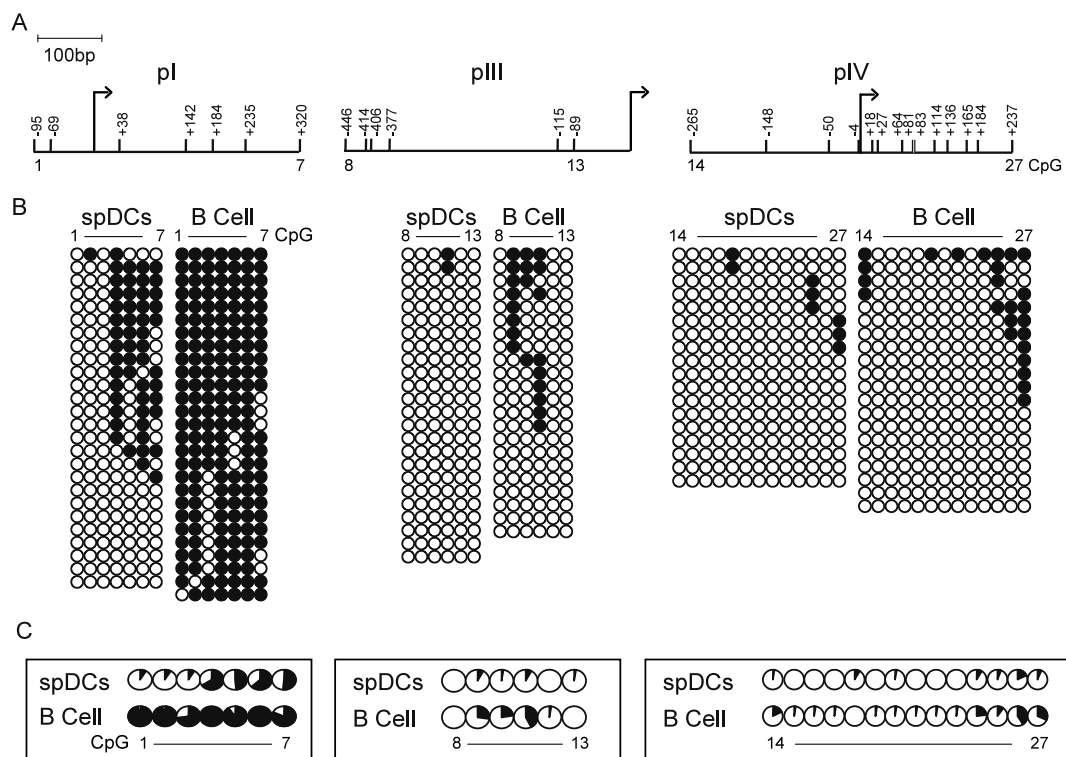 A
100bp
pI
pIII
pIV
-95 -69 +38 +142 +184 +235 +320
-446 -414 -406 -377 -115 -89
-265 -148 -50 -4 +18 +27 +64 +81 +83 +114 +136 +165 +184 +237
1 7
8 13
14 27 CpG
B
spDCs B Cell spDCs B Cell spDCs B Cell
1 7 1 7 CpG 8 13 8 13 14 27 14 27
C
spDCs
B Cell
CpG 1 7
spDCs
B Cell
8 13
spDCs
B Cell
14 27